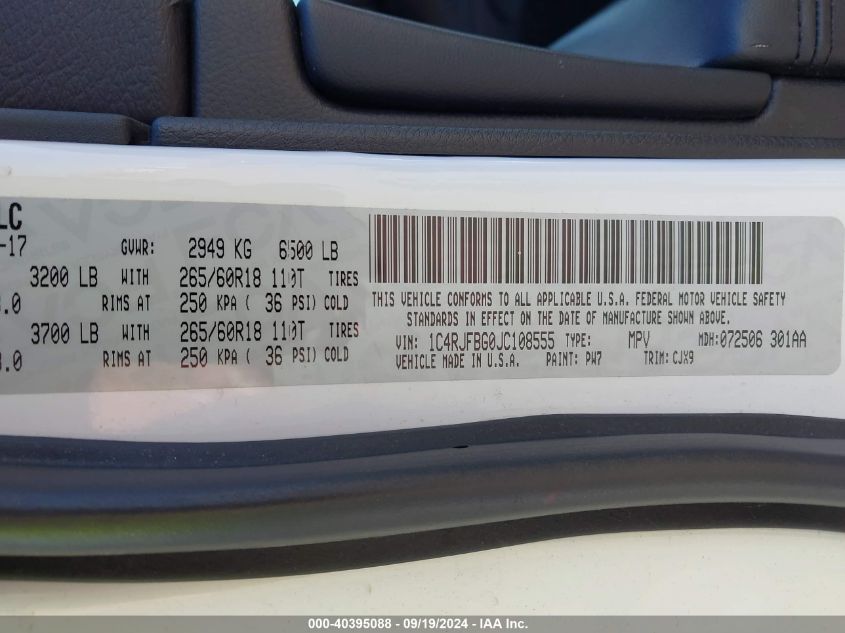 LC
-17 GVWR: 2949 KG 6500 LB
3200 LB WITH 265/60R18 110T TIRES
.0 RIMS AT 250 KPA ( 36 PSI) COLD
3700 LB WITH 265/60R18 110T TIRES
8.0 RIMS AT 250 KPA ( 36 PSI) COLD
THIS VEHICLE CONFORMS TO ALL APPLICABLE U.S.A. FEDERAL MOTOR VEHICLE SAFETY
STANDARDS IN EFFECT ON THE DATE OF MANUFACTURE SHOWN ABOVE.
VIN: 1C4RJFBG0JC108555 TYPE: MPV MDH:072506 301AA
VEHICLE MADE IN U.S.A. PAINT: PW7 TRIM: CJX9
000-40395088 - 09/19/2024 - IAA Inc.